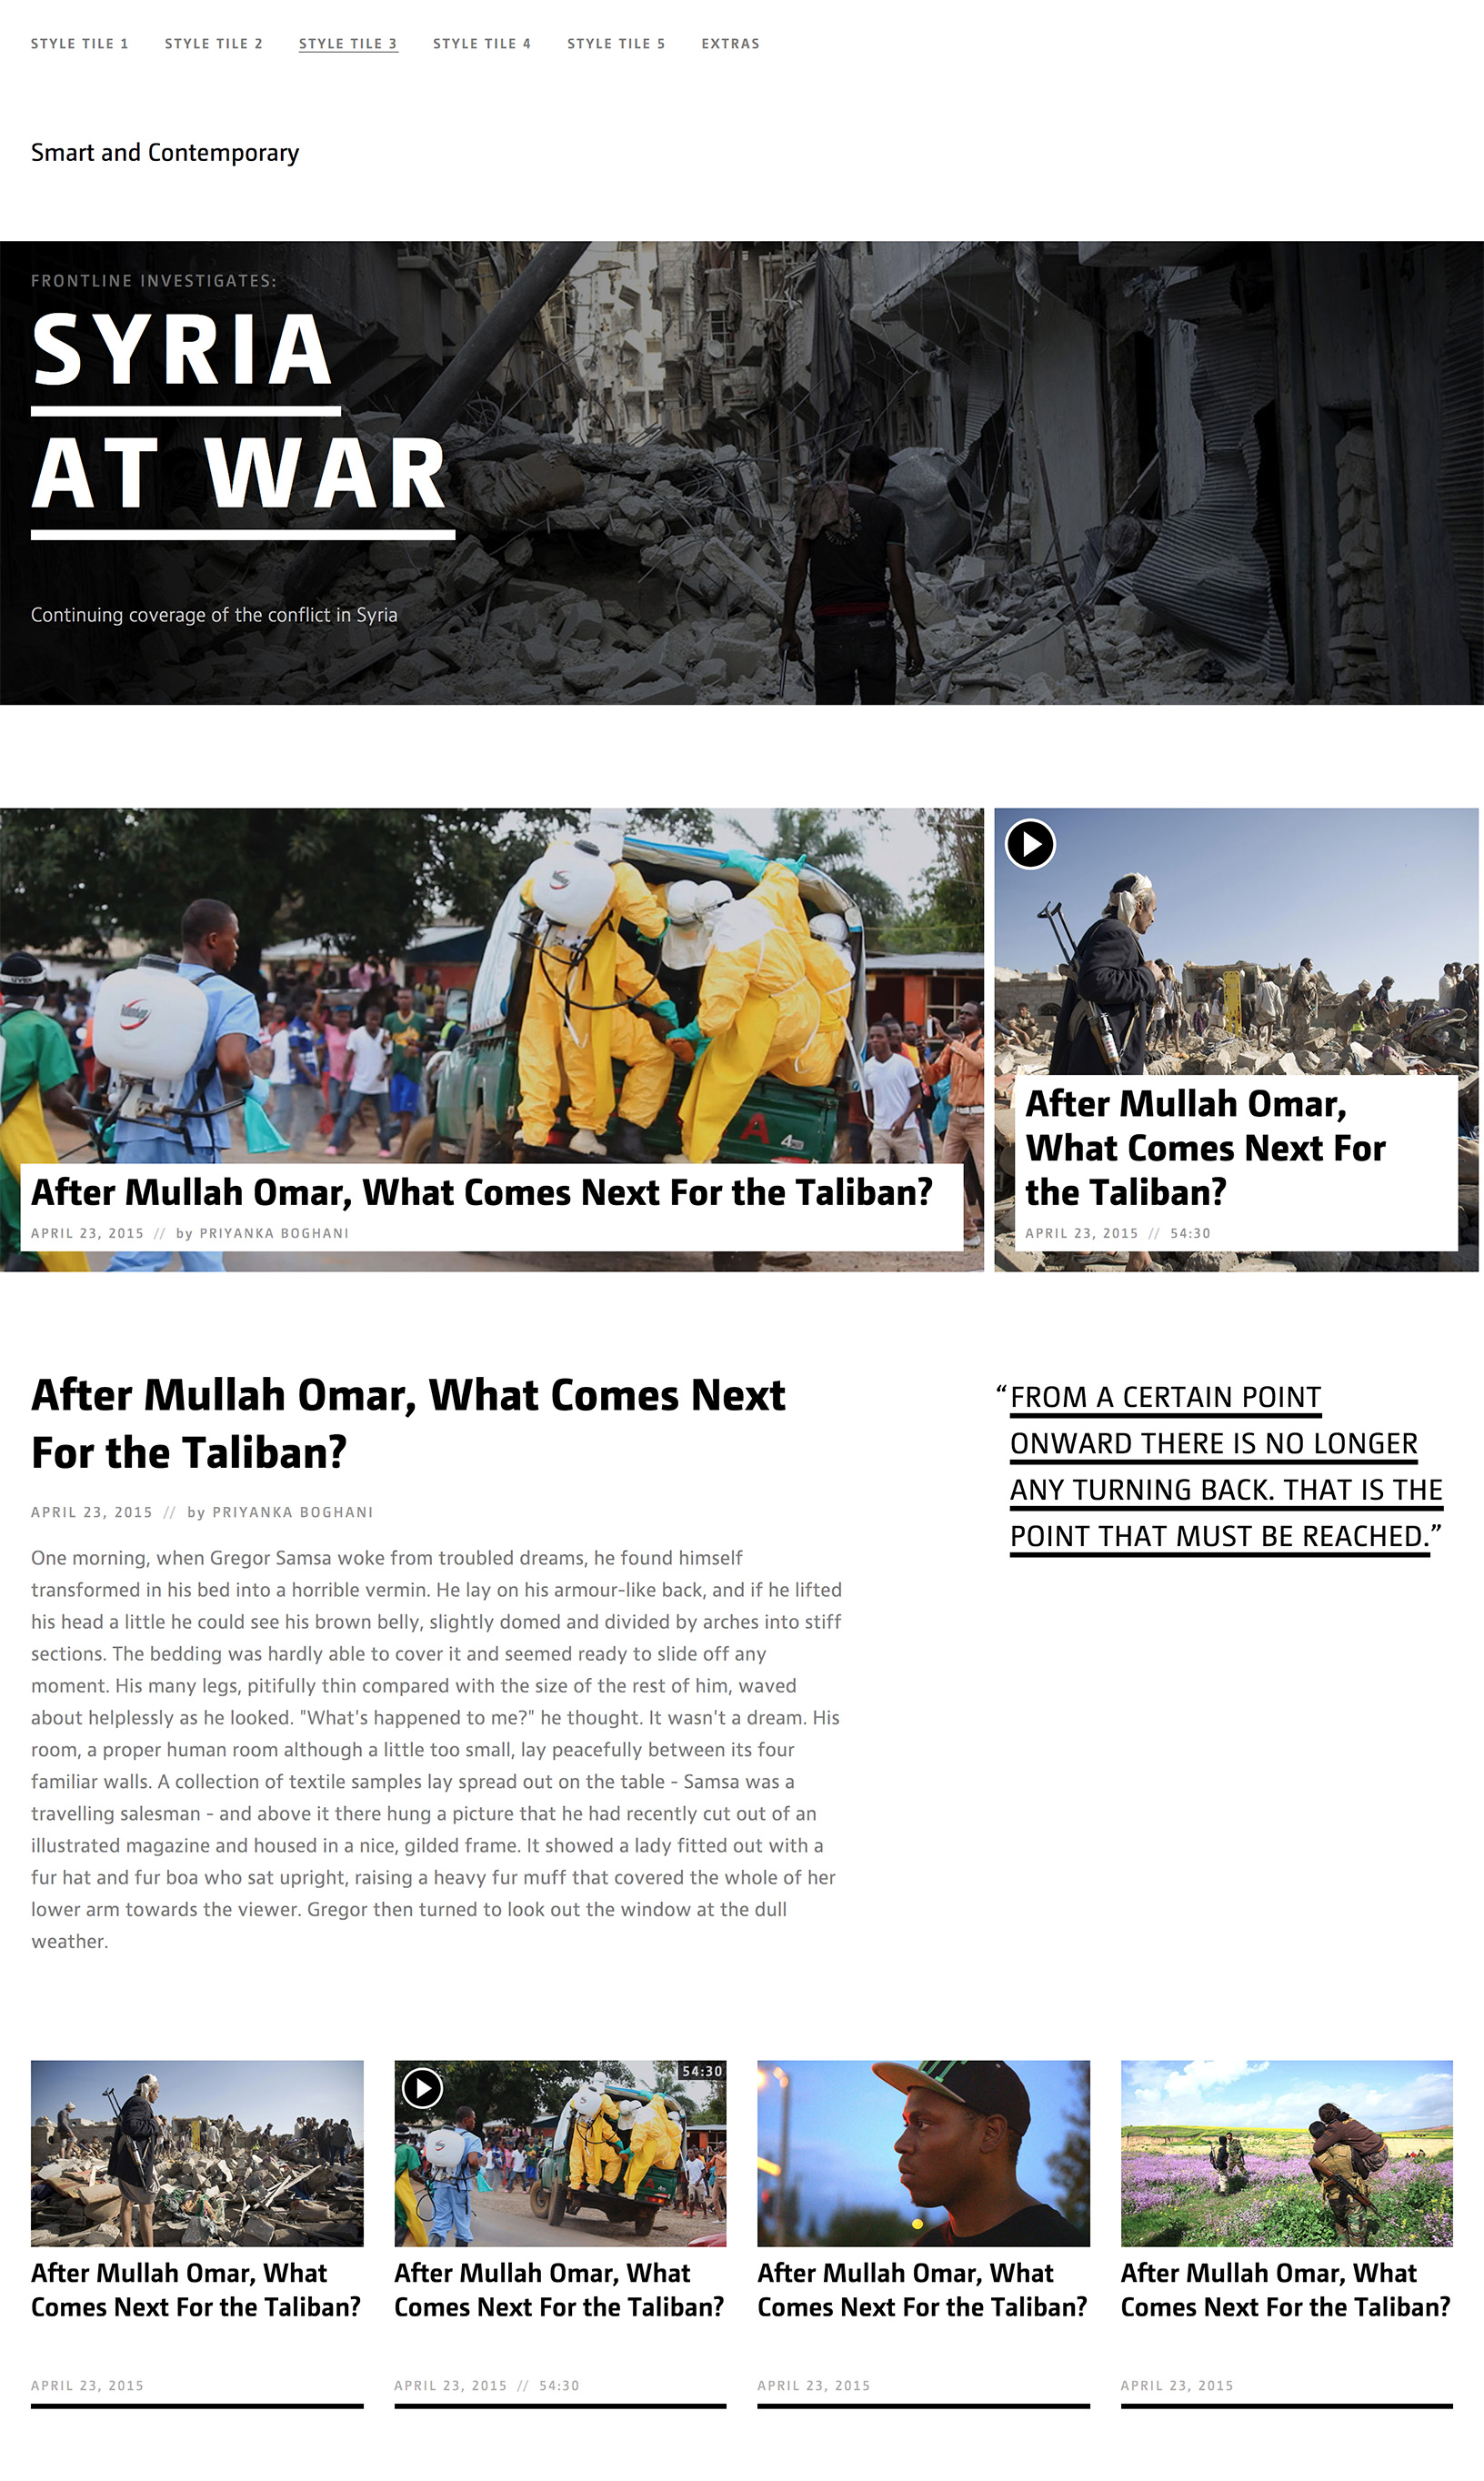 STYLE TILE 1 STYLE TILE 2 STYLE TILE 3 STYLE TILE 4 STYLE TILE 5 EXTRAS
Smart and Contemporary
FRONTLINE INVESTIGATES:
SYRIA
AT WAR
Continuing coverage of the conflict in Syria
A 4
After Mullah Omar, What Comes Next For the Taliban?
APRIL 23, 2015 // by PRIYANKA BOGHANI
After Mullah Omar,
What Comes Next For
the Taliban?
APRIL 23, 2015 // 54:30
After Mullah Omar, What Comes Next
For the Taliban?
APRIL 23, 2015 // by PRIYANKA BOGHANI
One morning, when Gregor Samsa woke from troubled dreams, he found himself
transformed in his bed into a horrible vermin. He lay on his armour-like back, and if he lifted
his head a little he could see his brown belly, slightly domed and divided by arches into stiff
sections. The bedding was hardly able to cover it and seemed ready to slide off any
moment. His many legs, pitifully thin compared with the size of the rest of him, waved
about helplessly as he looked. "What's happened to me?" he thought. It wasn't a dream. His
room, a proper human room although a little too small, lay peacefully between its four
familiar walls. A collection of textile samples lay spread out on the table - Samsa was a
travelling salesman - and above it there hung a picture that he had recently cut out of an
illustrated magazine and housed in a nice, gilded frame. It showed a lady fitted out with a
fur hat and fur boa who sat upright, raising a heavy fur muff that covered the whole of her
lower arm towards the viewer. Gregor then turned to look out the window at the dull
weather.
“FROM A CERTAIN POINT
ONWARD THERE IS NO LONGER
ANY TURNING BACK. THAT IS THE
POINT THAT MUST BE REACHED.”
After Mullah Omar, What
Comes Next For the Taliban?
APRIL 23, 2015
54:30
After Mullah Omar, What
Comes Next For the Taliban?
APRIL 23, 2015 // 54:30
After Mullah Omar, What
Comes Next For the Taliban?
APRIL 23, 2015
After Mullah Omar, What
Comes Next For the Taliban?
APRIL 23, 2015